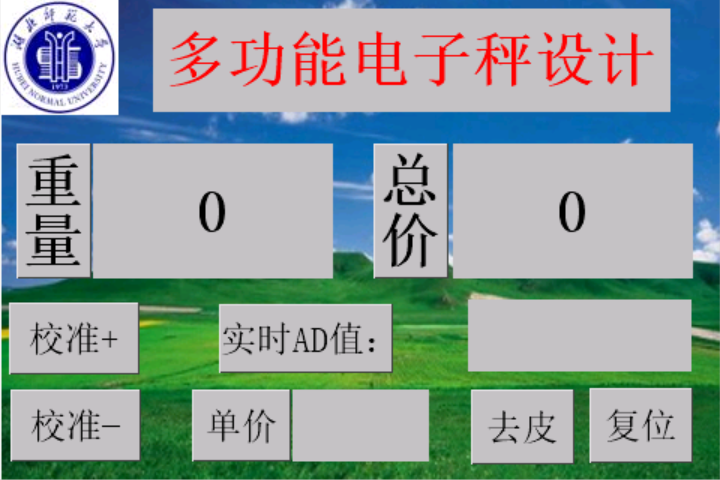 湖北师范大学
HUBEI NORMAL UNIVERSITY
1973
多功能电子秤设计
重量
0
总价
0
校准+
实时AD值：
校准-
单价
去皮
复位